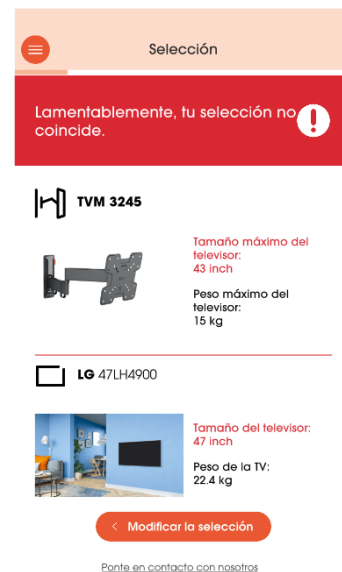 Selección
Lamentablemente, tu selección no
coincide.
TVM 3245
Tamaño máximo del
televisor:
43 inch
Peso máximo del
televisor:
15 kg
LG 47LH4900
Tamaño del televisor:
47 inch
Peso de la TV:
22.4 kg
Modificar la selección
Ponte en contacto con nosotros